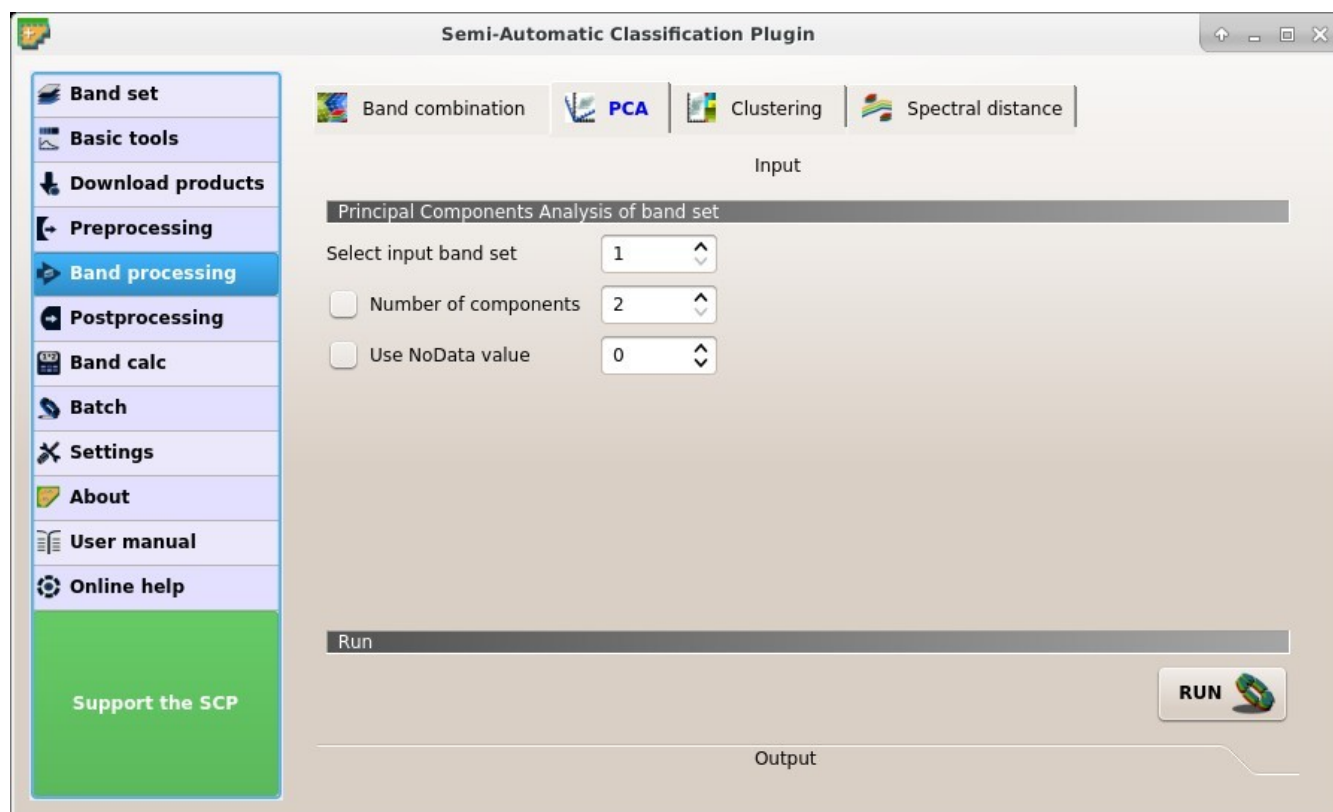 Semi-Automatic Classification Plugin
Band set
Basic tools
Download products
Preprocessing
Band processing
Postprocessing
Band calc
Batch
Settings
About
User manual
Online help
Support the SCP
Band combination PCA Clustering Spectral distance
Input
Principal Components Analysis of band set
Select input band set 1
Number of components 2
Use NoData value 0
Run
RUN
Output